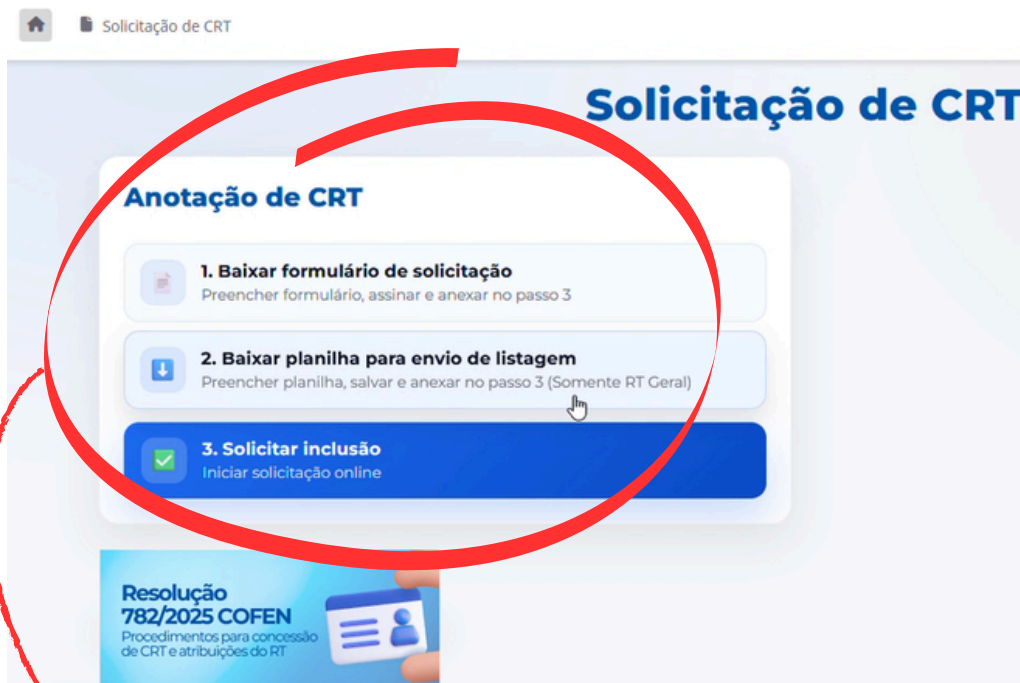 Solicitação de CRT
Solicitação de CRT
Anotação de CRT
1. Baixar formulário de solicitação
Preencher formulário, assinar e anexar no passo 3
2. Baixar planilha para envio de listagem
Preencher planilha, salvar e anexar no passo 3 (Somente RT Geral)
3. Solicitar inclusão
Iniciar solicitação online
Resolução
782/2025 COFEN
Procedimentos para concessão
de CRT e atribuições do RT